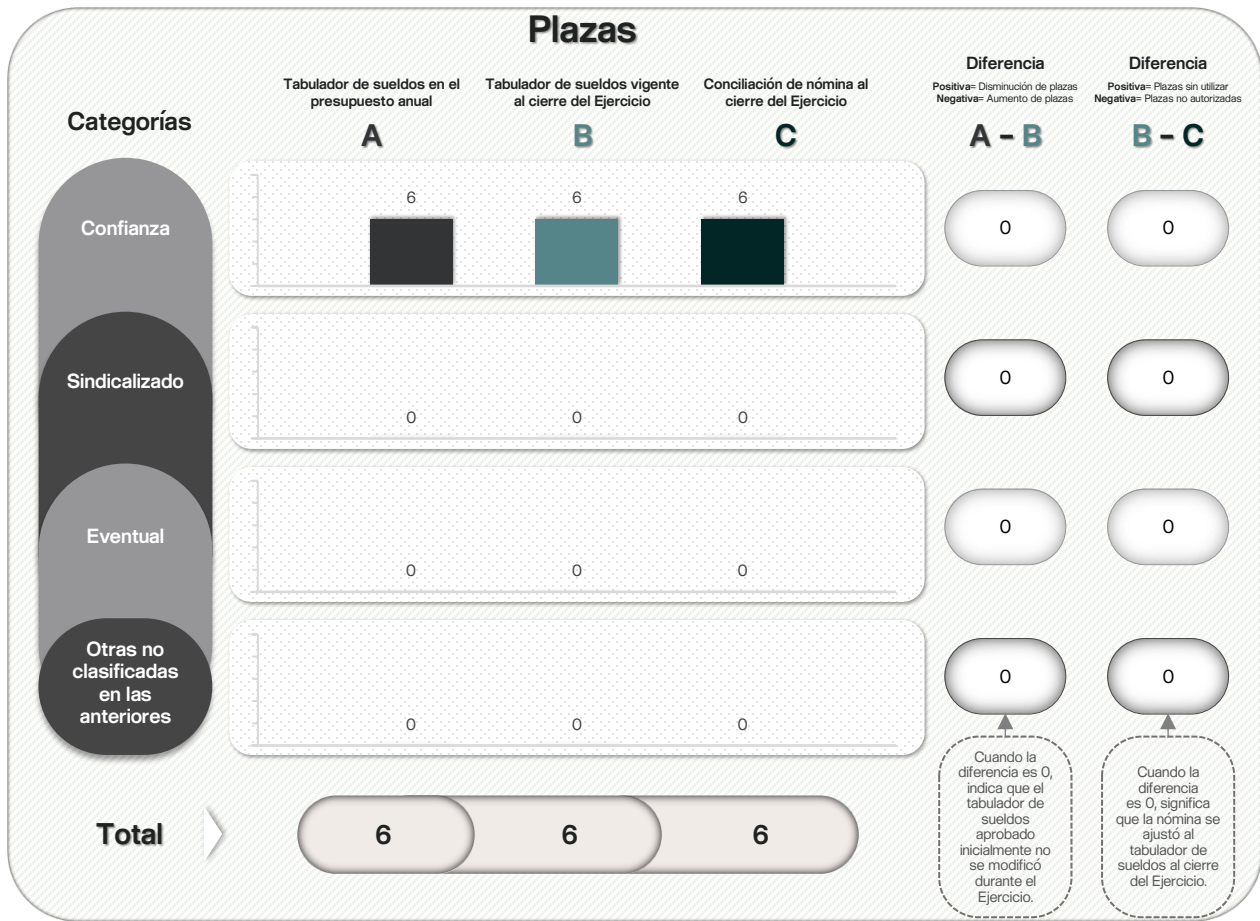 Plazas
Categorías
Tabulador de sueldos en el
presupuesto anual
A
Tabulador de sueldos vigente
al cierre del Ejercicio
B
Conciliación de nómina al
cierre del Ejercicio
C
Diferencia
Positiva= Disminución de plazas
Negativa= Aumento de plazas
A – B
Diferencia
Positiva= Plazas sin utilizar
Negativa= Plazas no autorizadas
B – C
Confianza
6 6 6
0 0
Sindicalizado
0 0 0
0 0
Eventual
0 0 0
0 0
Otras no
clasificadas
en las
anteriores
0 0 0
0 0
Total
6 6 6
Cuando la
diferencia es 0,
indica que el
tabulador de
sueldos
aprobado
inicialmente no
se modificó
durante el
Ejercicio.
Cuando la
diferencia
es 0, significa
que la nómina se
ajustó al
tabulador de
sueldos al cierre
del Ejercicio.